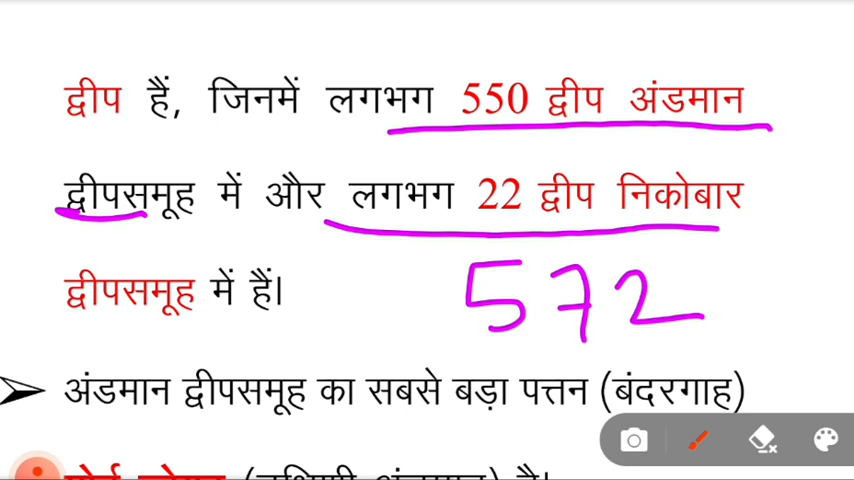 द्वीप हैं, जिनमें लगभग 550 द्वीप अंडमान
द्वीपसमूह में और लगभग 22 द्वीप निकोबार
द्वीपसमूह में हैं।
572
➢ अंडमान द्वीपसमूह का सबसे बड़ा पत्तन (बंदरगाह)